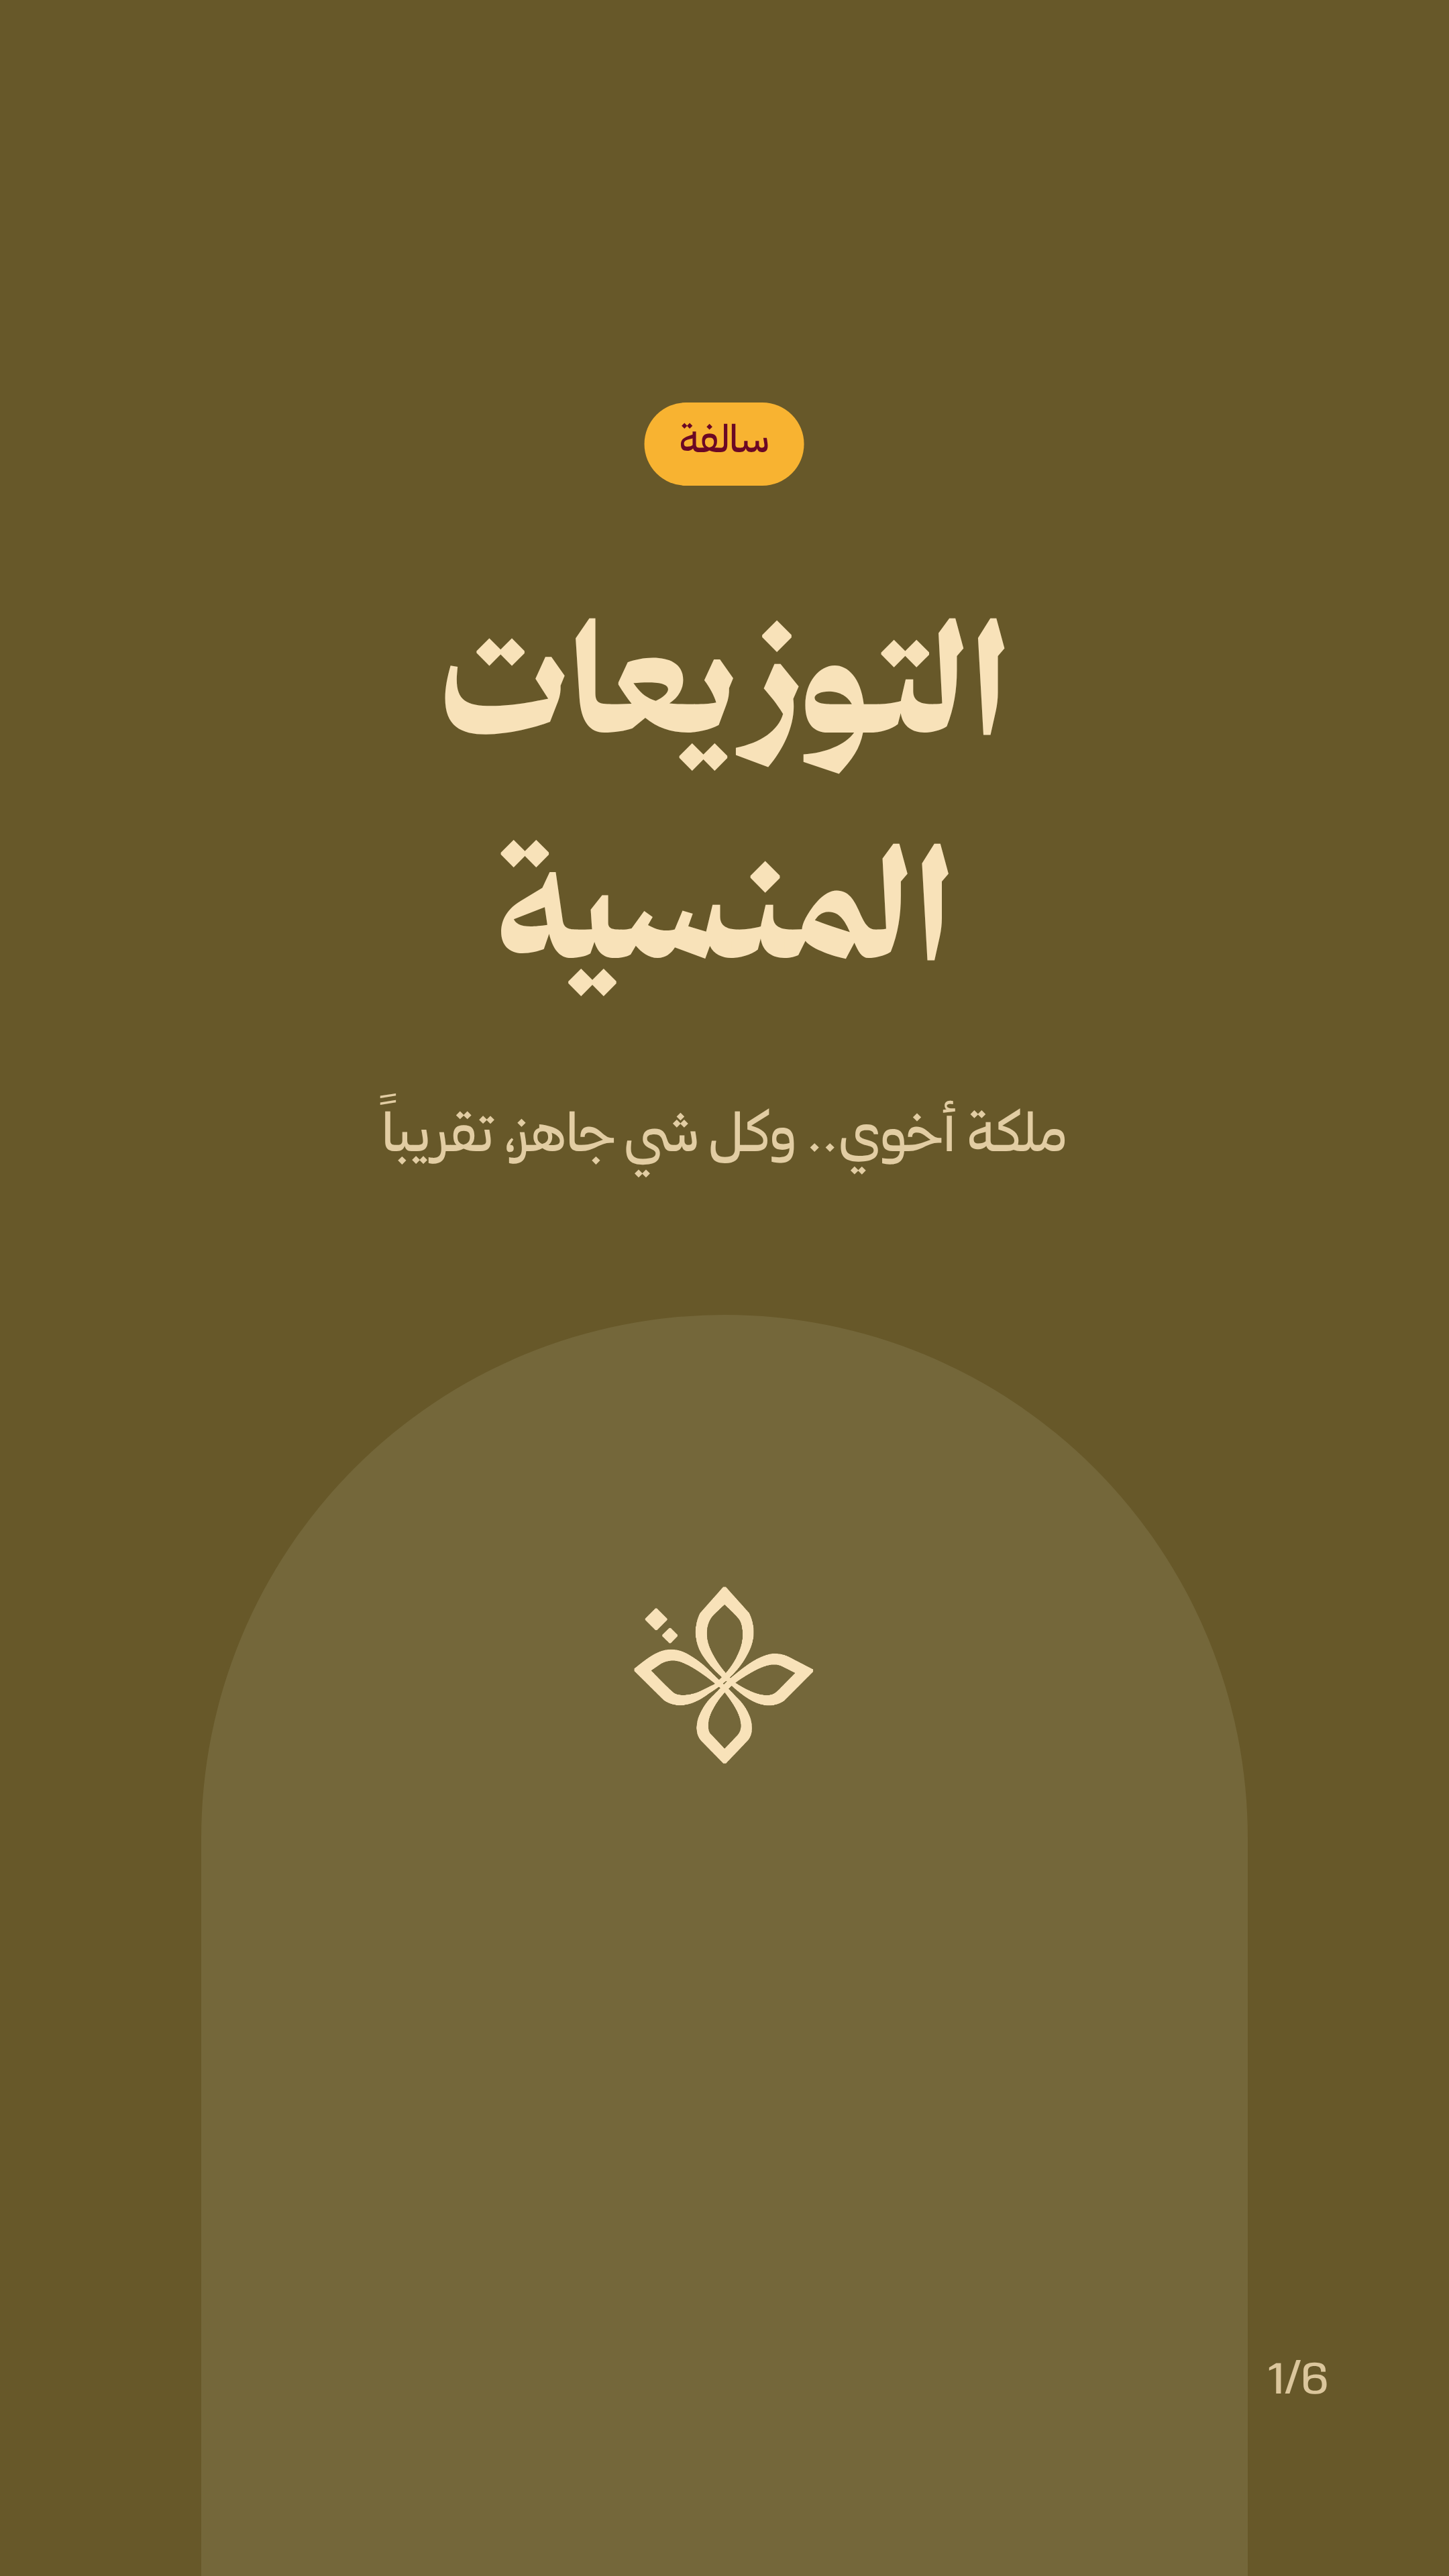 سالفة
التوزيعات
المنسية
ملكة أخوي.. وكل شي جاهز، تقريباً
1/6